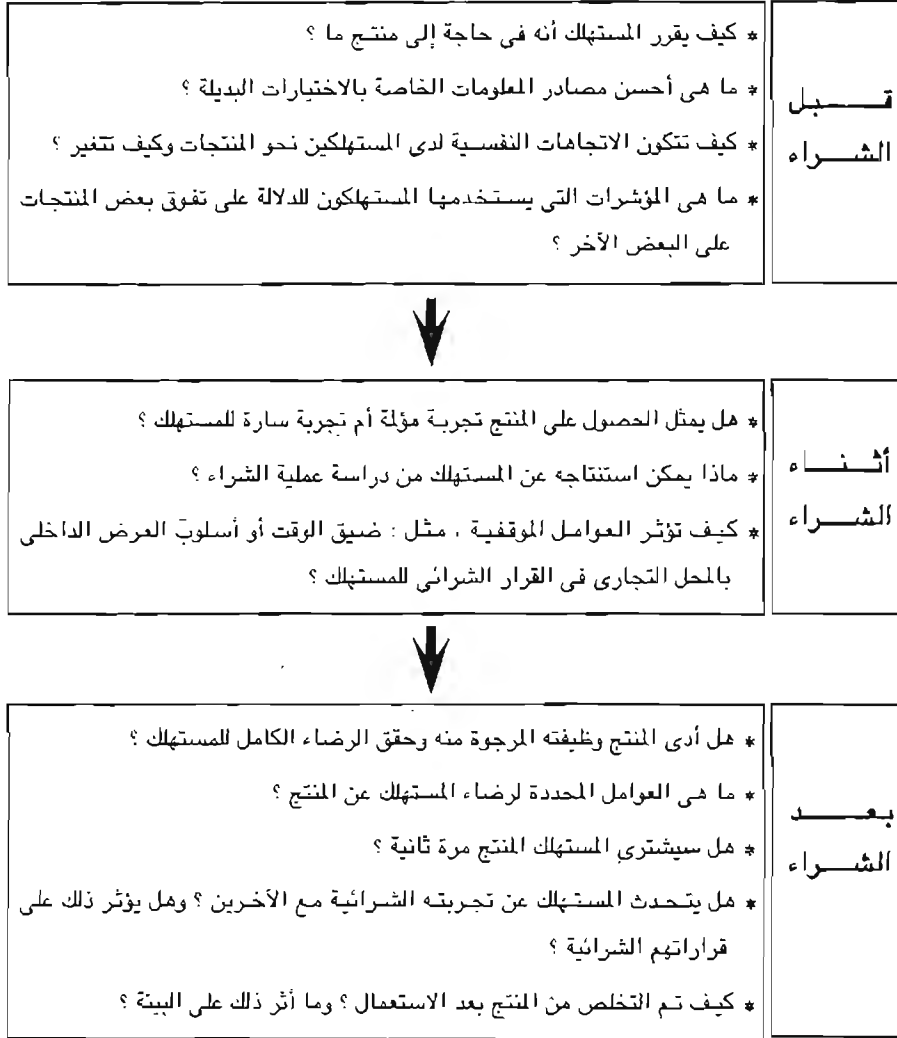 قبل
الشراء
* كيف يقرر المستهلك أنه فى حاجة إلى منتج ما ؟
* ما هى أحسن مصادر المعلومات الخاصة بالاختيارات البديلة ؟
* كيف تتكون الاتجاهات النفسية لدى المستهلكين نحو المنتجات وكيف تتغير ؟
* ما هى المؤشرات التي يستخدمها المستهلكون للدلالة على تفوق بعض المنتجات
على البعض الآخر ؟
أثناء
الشراء
* هل يمثل الحصول على المنتج تجربة مؤلة أم تجربة سارة للمستهلك ؟
* ماذا يمكن استنتاجه عن المستهلك من دراسة عملية الشراء ؟
* كيف تؤثر العوامل الموقفية ، مثل : ضيق الوقت أو أسلوب العرض الداخلى
بالمحل التجارى فى القرار الشرائي للمستهلك ؟
بعد
الشراء
* هل أدى المنتج وظيفته المرجوة منه وحقق الرضاء الكامل للمستهلك ؟
* ما هى العوامل المحددة لرضاء المستهلك عن المنتج ؟
* هل سيشترى المستهلك المنتج مرة ثانية ؟
* هل يتحدث المستهلك عن تجربته الشرائية مع الآخرين ؟ وهل يؤثر ذلك على
قراراتهم الشرائية ؟
* كيف تم التخلص من المنتج بعد الاستعمال ؟ وما أثر ذلك على البيئة ؟